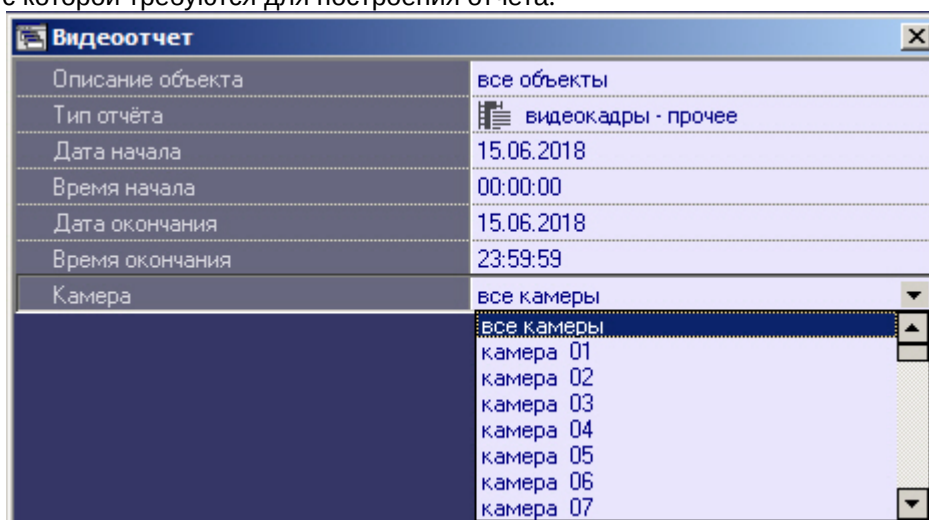 с которой требуются для построения отчета.
Видеоотчет
Описание объекта все объекты
Тип отчёта видеокадры - прочее
Дата начала 15.06.2018
Время начала 00:00:00
Дата окончания 15.06.2018
Время окончания 23:59:59
Камера все камеры
все камеры
камера 01
камера 02
камера 03
камера 04
камера 05
камера 06
камера 07